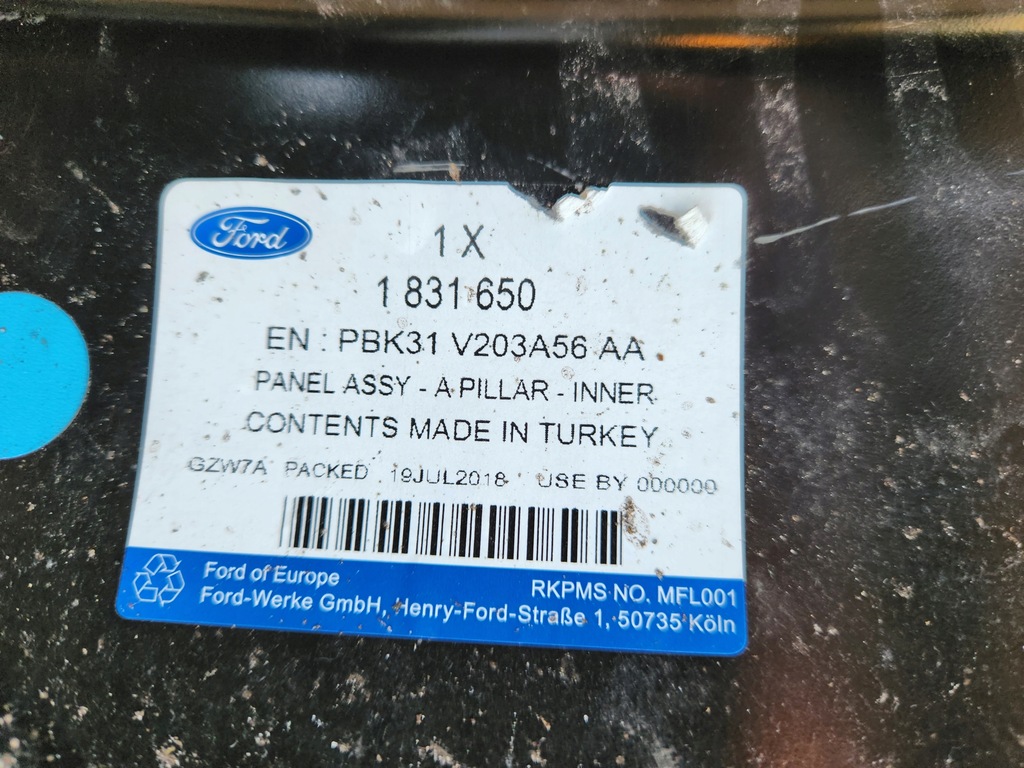 Ford
1 X
1 831 650
EN : PBK31 V203A56 AA
PANEL ASSY - A PILLAR - INNER
CONTENTS MADE IN TURKEY
GZW7A PACKED 19JUL2018 USE BY 000000
Ford of Europe
RKPMS NO. MFL001
Ford-Werke GmbH, Henry-Ford-Straße 1, 50735 Köln